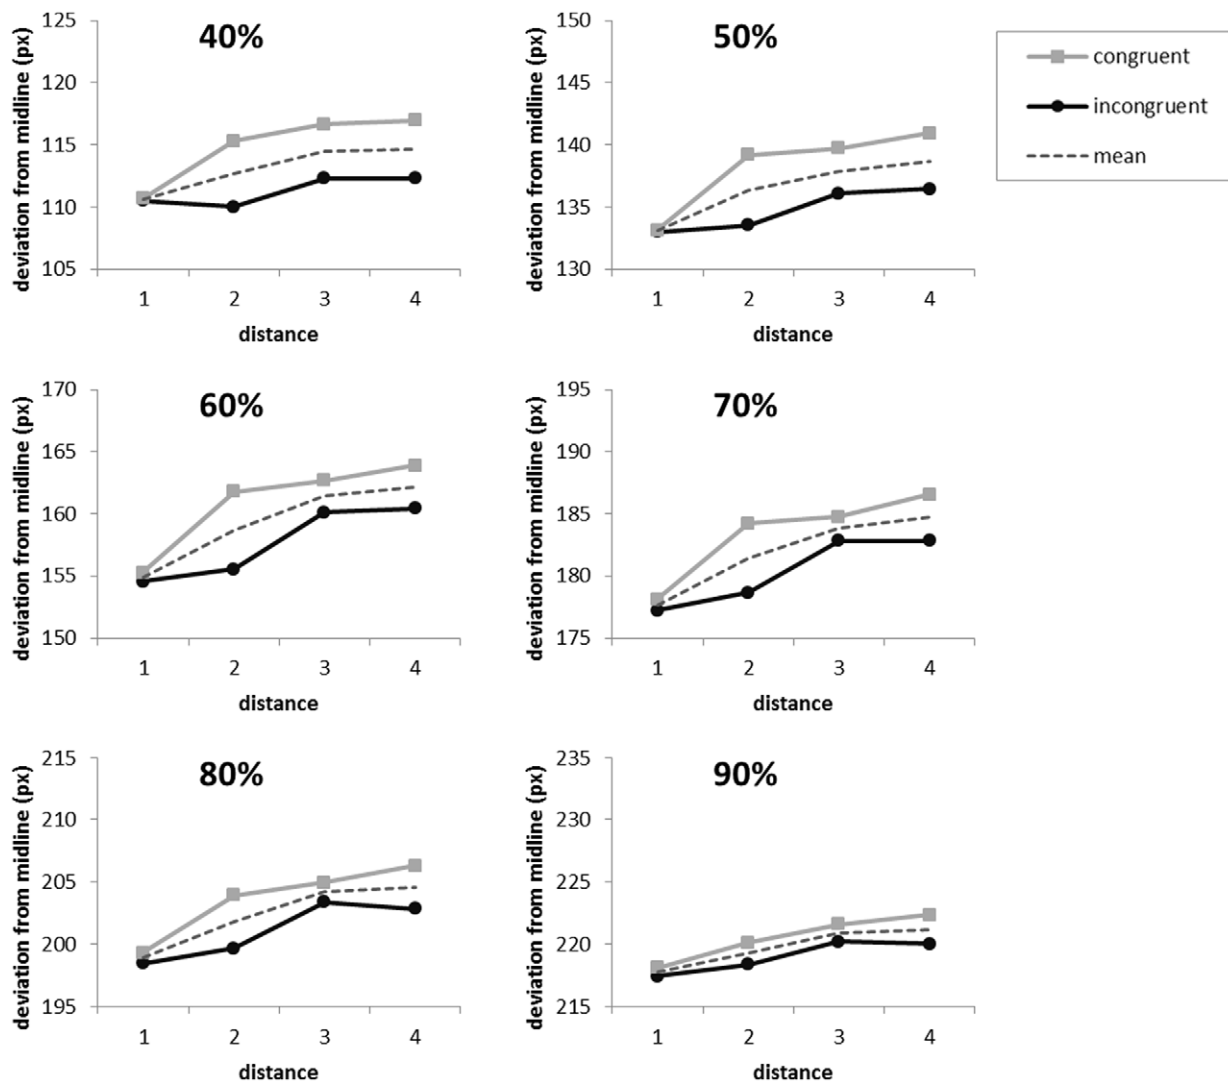 40%
deviation from midline (px)
125
120
115
110
105
1 2 3 4
distance
50%
deviation from midline (px)
150
145
140
135
130
1 2 3 4
distance
congruent
incongruent
mean
60%
deviation from midline (px)
170
165
160
155
150
1 2 3 4
distance
70%
deviation from midline (px)
195
190
185
180
175
1 2 3 4
distance
80%
deviation from midline (px)
215
210
205
200
195
1 2 3 4
distance
90%
deviation from midline (px)
235
230
225
220
215
1 2 3 4
distance